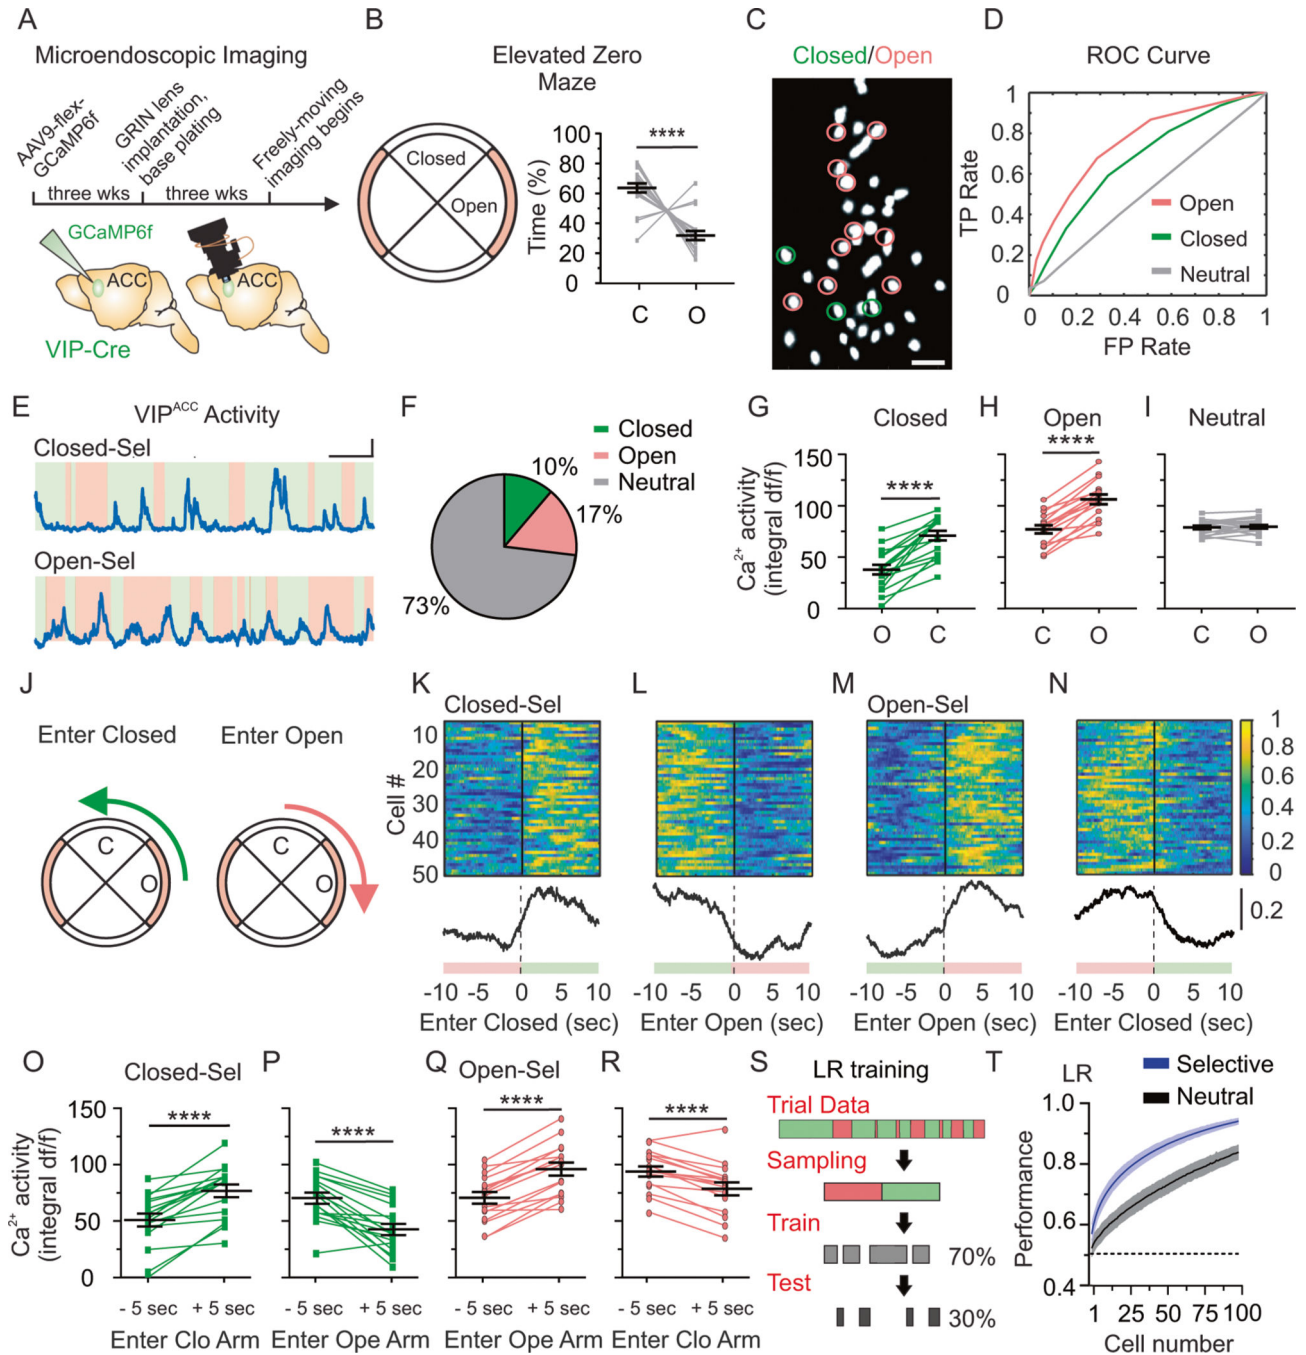 A
Microendoscopic Imaging
AAV9-flex-
GCaMP6f
GRIN lens
implantation,
base plating
Freely-moving
imaging begins
three wks
three wks
GCaMP6f
ACC
ACC
VIP-Cre
B
Elevated Zero
Maze
Closed
Open
Time (%)
100
80
60
40
20
0
****
C
O
C
Closed/Open
D
ROC Curve
TP Rate
1
0.8
0.6
0.4
0.2
0
Open
Closed
Neutral
0
0.2
0.4
0.6
0.8
1
FP Rate
E
VIPACC Activity
Closed-Sel
Open-Sel
F
Closed
Open
Neutral
10%
17%
73%
G
Closed
Ca2+ activity
(integral df/f)
150
100
50
0
****
O
C
H
Open
****
C
O
I
Neutral
C
O
J
Enter Closed
Enter Open
C
O
C
O
K
Closed-Sel
Cell #
10
20
30
40
50
-10
-5
0
5
10
Enter Closed (sec)
L
-10
-5
0
5
10
Enter Open (sec)
M
Open-Sel
-10
-5
0
5
10
Enter Open (sec)
N
1
0.8
0.6
0.4
0.2
0
0.2
-10
-5
0
5
10
Enter Closed (sec)
O
Closed-Sel
Ca2+ activity
(integral df/f)
150
100
50
0
****
- 5 sec
+ 5 sec
Enter Clo Arm
P
****
- 5 sec
+ 5 sec
Enter Ope Arm
Q
Open-Sel
****
- 5 sec
+ 5 sec
Enter Ope Arm
R
****
- 5 sec
+ 5 sec
Enter Clo Arm
S
LR training
Trial Data
Sampling
Train
70%
Test
30%
T
LR
Selective
Neutral
Performance
1.0
0.8
0.6
0.4
1
25
50
75
100
Cell number